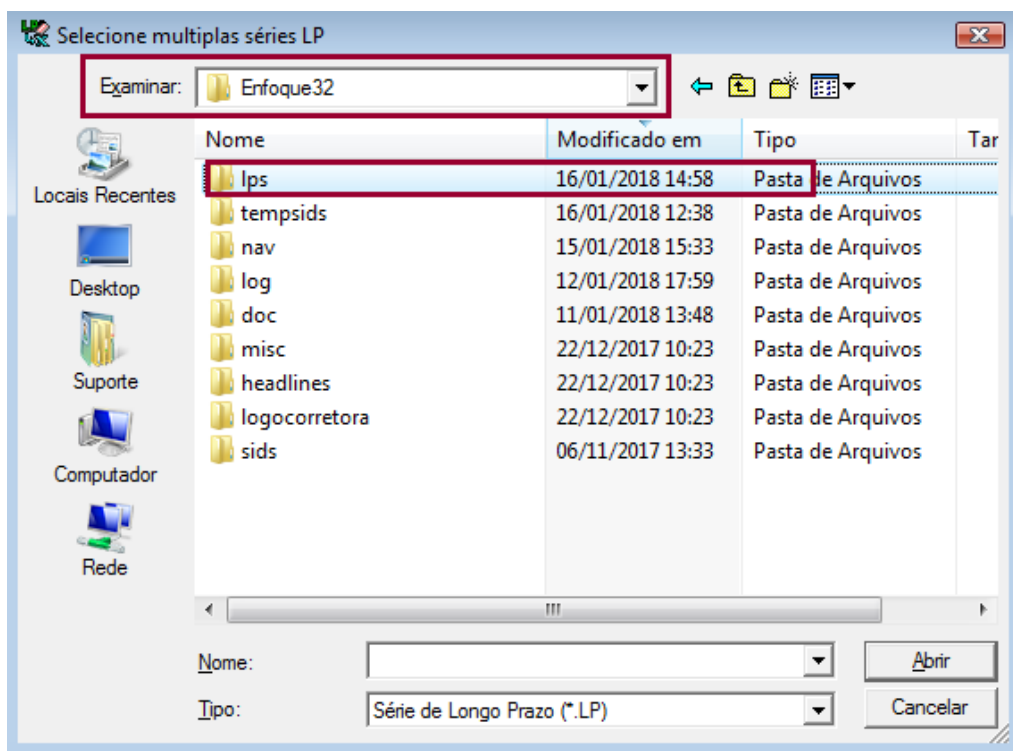 Selecione multiplas séries LP
Examinar: Enfoque32
Nome Modificado em Tipo Tar
lps 16/01/2018 14:58 Pasta de Arquivos
tempsids 16/01/2018 12:38 Pasta de Arquivos
nav 15/01/2018 15:33 Pasta de Arquivos
log 12/01/2018 17:59 Pasta de Arquivos
doc 11/01/2018 13:48 Pasta de Arquivos
misc 22/12/2017 10:23 Pasta de Arquivos
headlines 22/12/2017 10:23 Pasta de Arquivos
logocorretora 22/12/2017 10:23 Pasta de Arquivos
sids 06/11/2017 13:33 Pasta de Arquivos
Locais Recentes
Desktop
Suporte
Computador
Rede
Nome: Abrir
Tipo: Série de Longo Prazo (*.LP) Cancelar